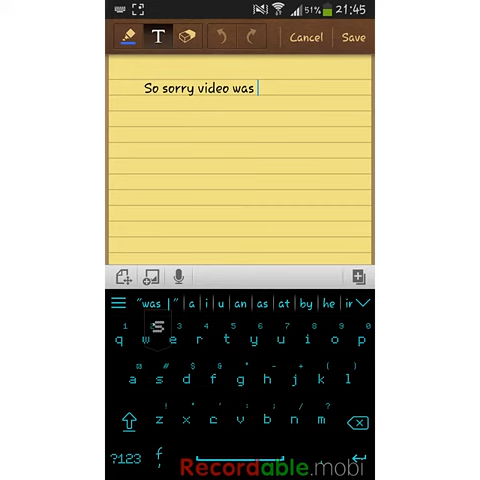 51% 21:45
T Cancel Save
So sorry video was
"was | " a i u an as at by he ir
S
1 2 3 4 5 6 7 8 9 0
q w e r t y u i o p
@ # $ & * - + ( )
a s d f g h j k l
! " ' : ; / ?
z x c v b n m
?123 ,
Recordable.mobi